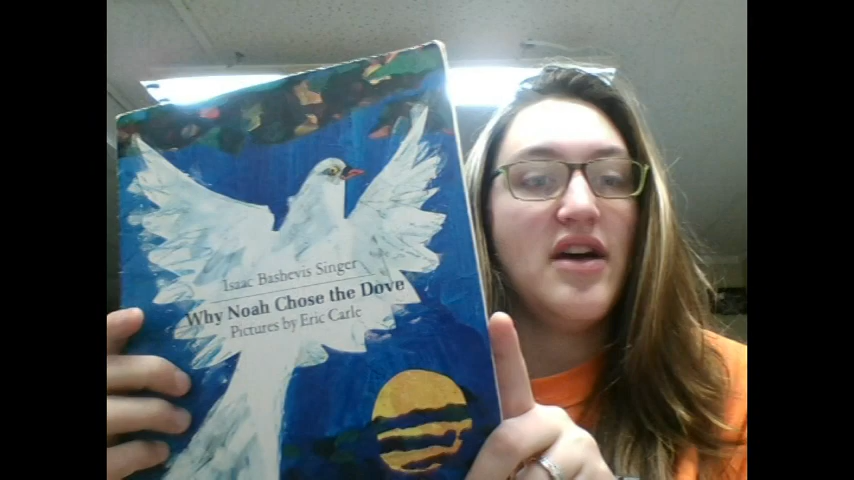 Isaac Bashevis Singer
Why Noah Chose the Dove
Pictures by Eric Carle